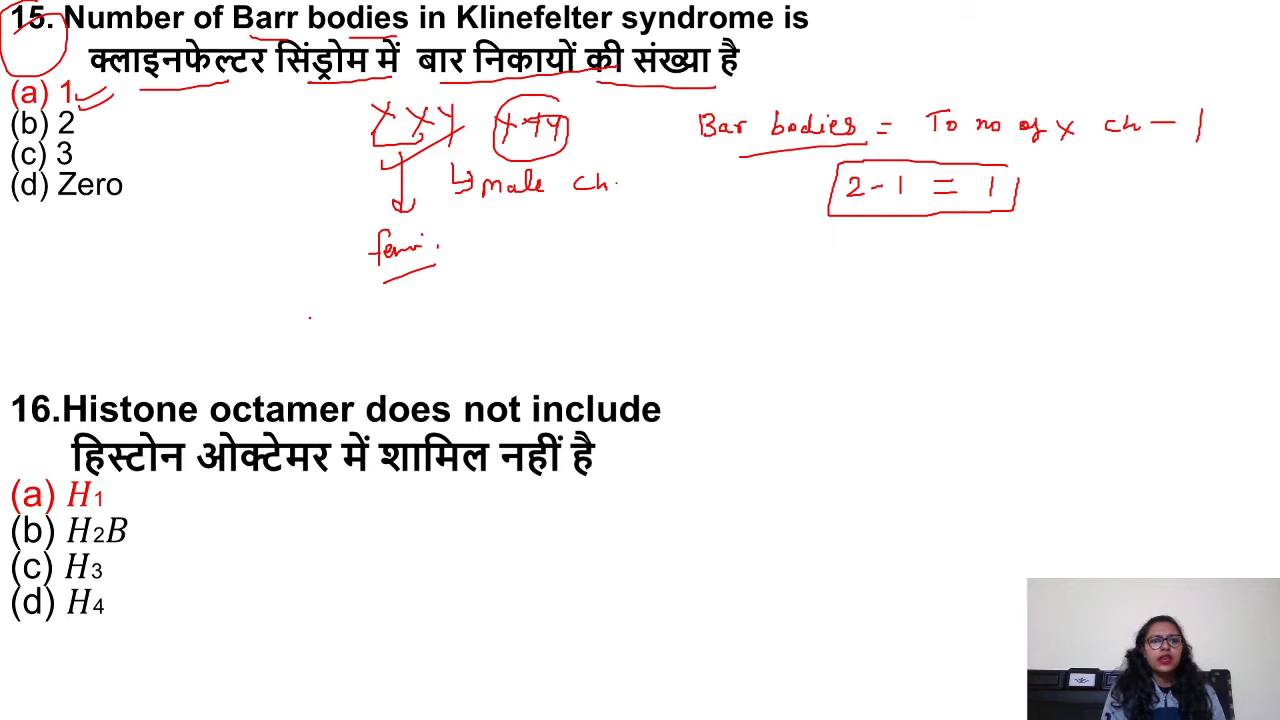 15. Number of Barr bodies in Klinefelter syndrome is
क्लाइनफेल्टर सिंड्रोम में बार निकायों की संख्या है
(a) 1
(b) 2
(c) 3
(d) Zero
XXY
Bar bodies = To no of X ch - 1
2 - 1 = 1
male ch.
16.Histone octamer does not include
हिस्टोन ओक्टेमर में शामिल नहीं है
(a) H1
(b) H2B
(c) H3
(d) H4